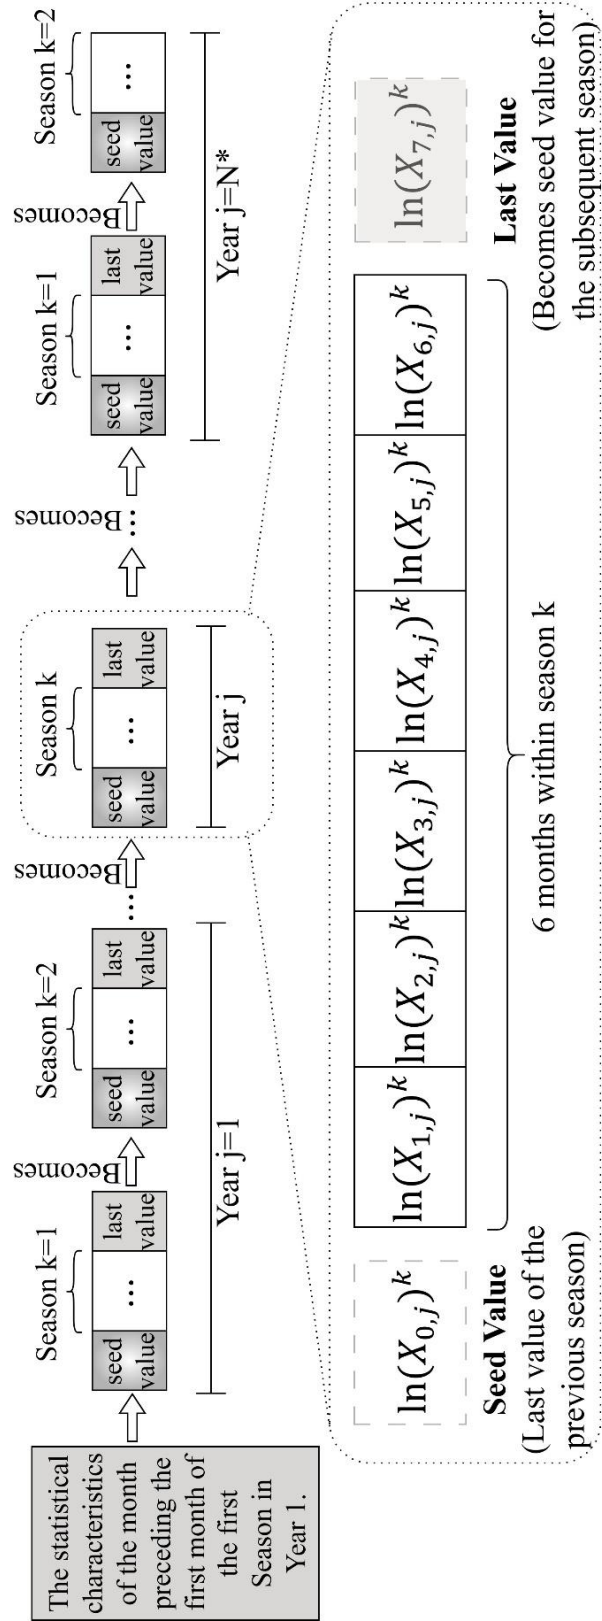 The statistical
characteristics
of the month
preceding the
first month of
the first
Season in
Year 1.
Season k=1
seed
value
...
last
value
Becomes
Season k=2
seed
value
...
last
value
Year j=1
...
Becomes
Season k
seed
value
...
last
value
Year j
...
Becomes
Season k=1
seed
value
...
last
value
Becomes
Season k=2
seed
value
...
Year j=N*
ln(X₀,ⱼ)ᵏ
Seed Value
(Last value of the
previous season)
ln(X₁,ⱼ)ᵏ
ln(X₂,ⱼ)ᵏ
ln(X₃,ⱼ)ᵏ
ln(X₄,ⱼ)ᵏ
ln(X₅,ⱼ)ᵏ
ln(X₆,ⱼ)ᵏ
6 months within season k
ln(X₇,ⱼ)ᵏ
Last Value
(Becomes seed value for
the subsequent season)